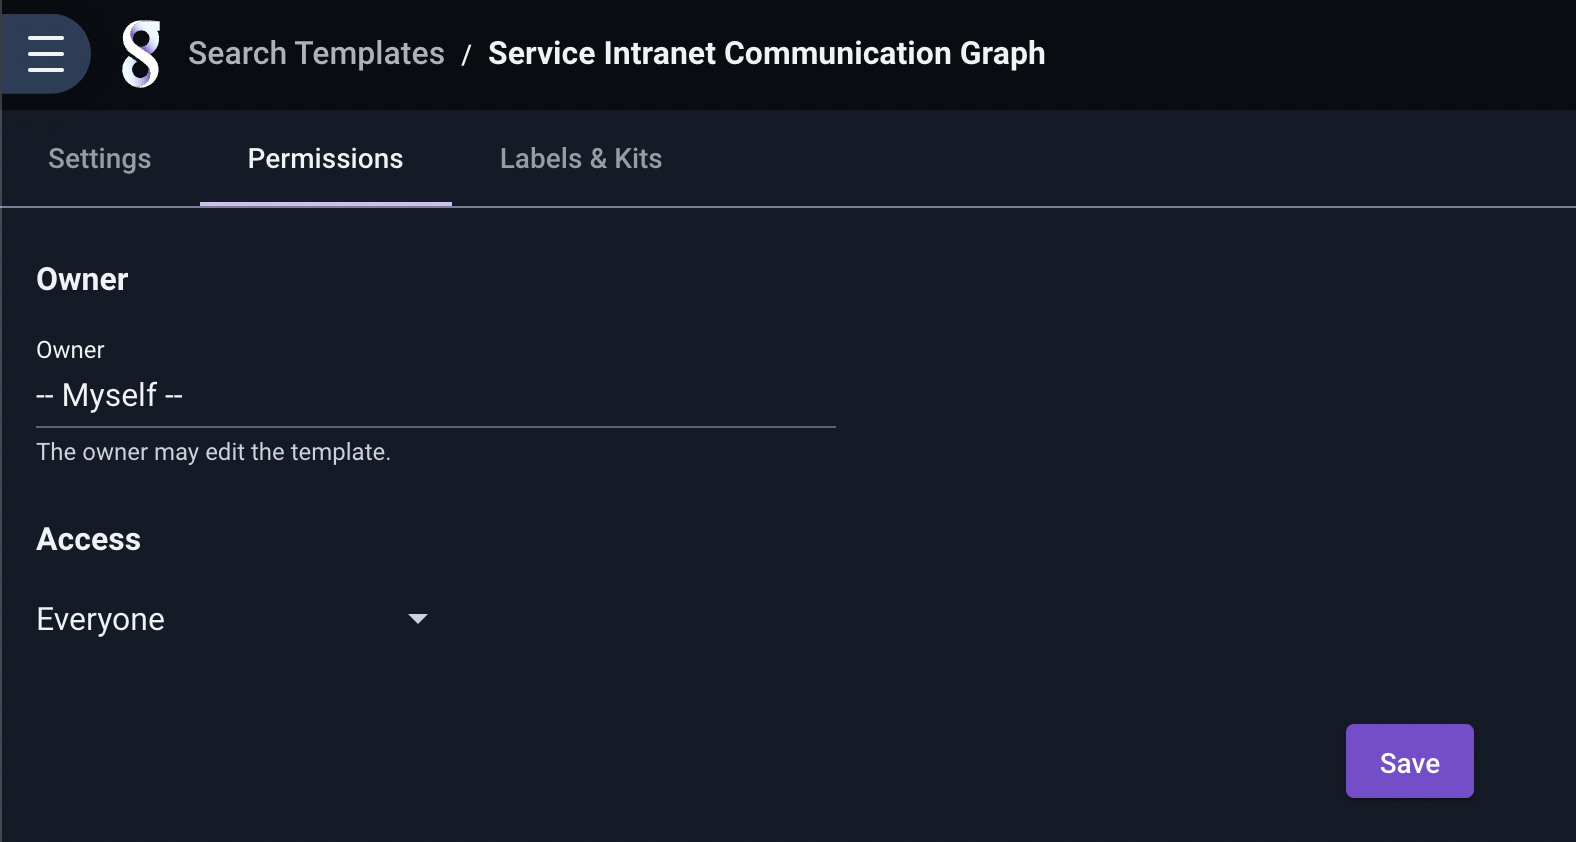 Search Templates / Service Intranet Communication Graph
Settings Permissions Labels & Kits
Owner
Owner
-- Myself --
The owner may edit the template.
Access
Everyone
Save